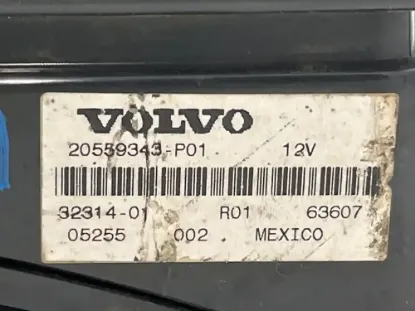 VOLVO
20559343-P01 12V
32314-01 R01 63607
05255 002 MEXICO